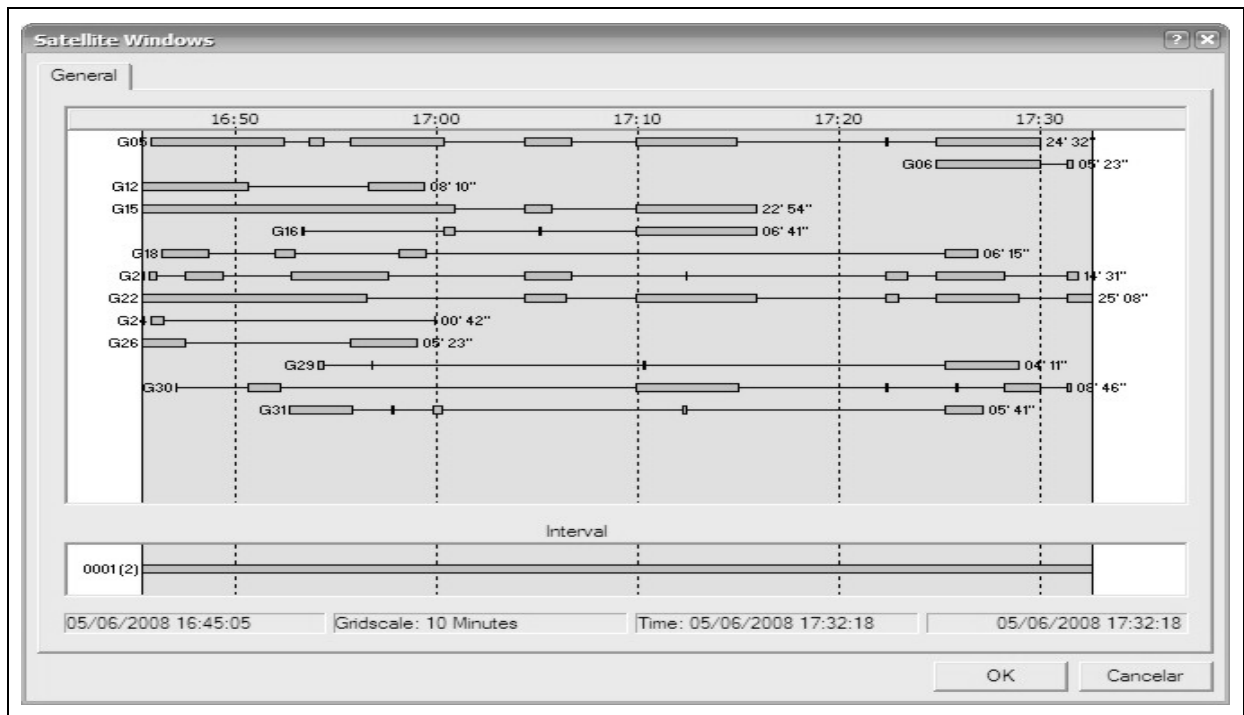 Satellite Windows
General
16:50 17:00 17:10 17:20 17:30
G05 24' 32"
G06 05' 23"
G12 08' 10"
G15 22' 54"
G16 06' 41"
G18 06' 15"
G21 14' 31"
G22 25' 08"
G24 00' 42"
G26 05' 23"
G29 04' 11"
G30 08' 46"
G31 05' 41"
Interval
0001 (2)
05/06/2008 16:45:05 Gridscale: 10 Minutes Time: 05/06/2008 17:32:18 05/06/2008 17:32:18
OK Cancelar